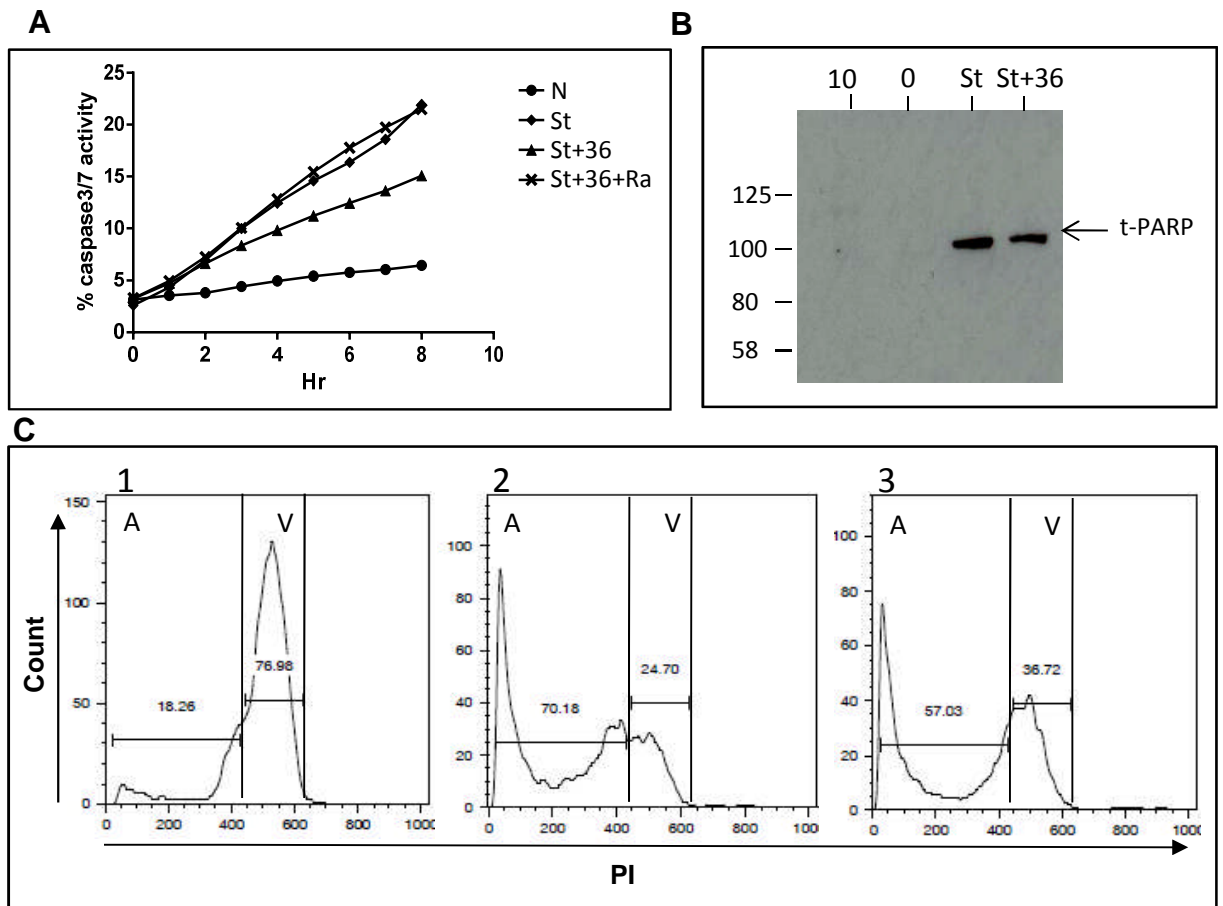 A
25
20
15
10
5
0
% caspase3/7 activity
0 2 4 6 8 10
Hr
N
St
St+36
St+36+Ra
B
10 0 St St+36
125
100
80
58
t-PARP
C
Count
1
A V
150
100
50
0
18.26
76.98
0 200 400 600 800 1000
2
A V
100
80
60
40
20
0
70.18
24.70
0 200 400 600 800 100
3
A V
100
80
60
40
20
0
57.03
36.72
0 200 400 600 800 1000
PI